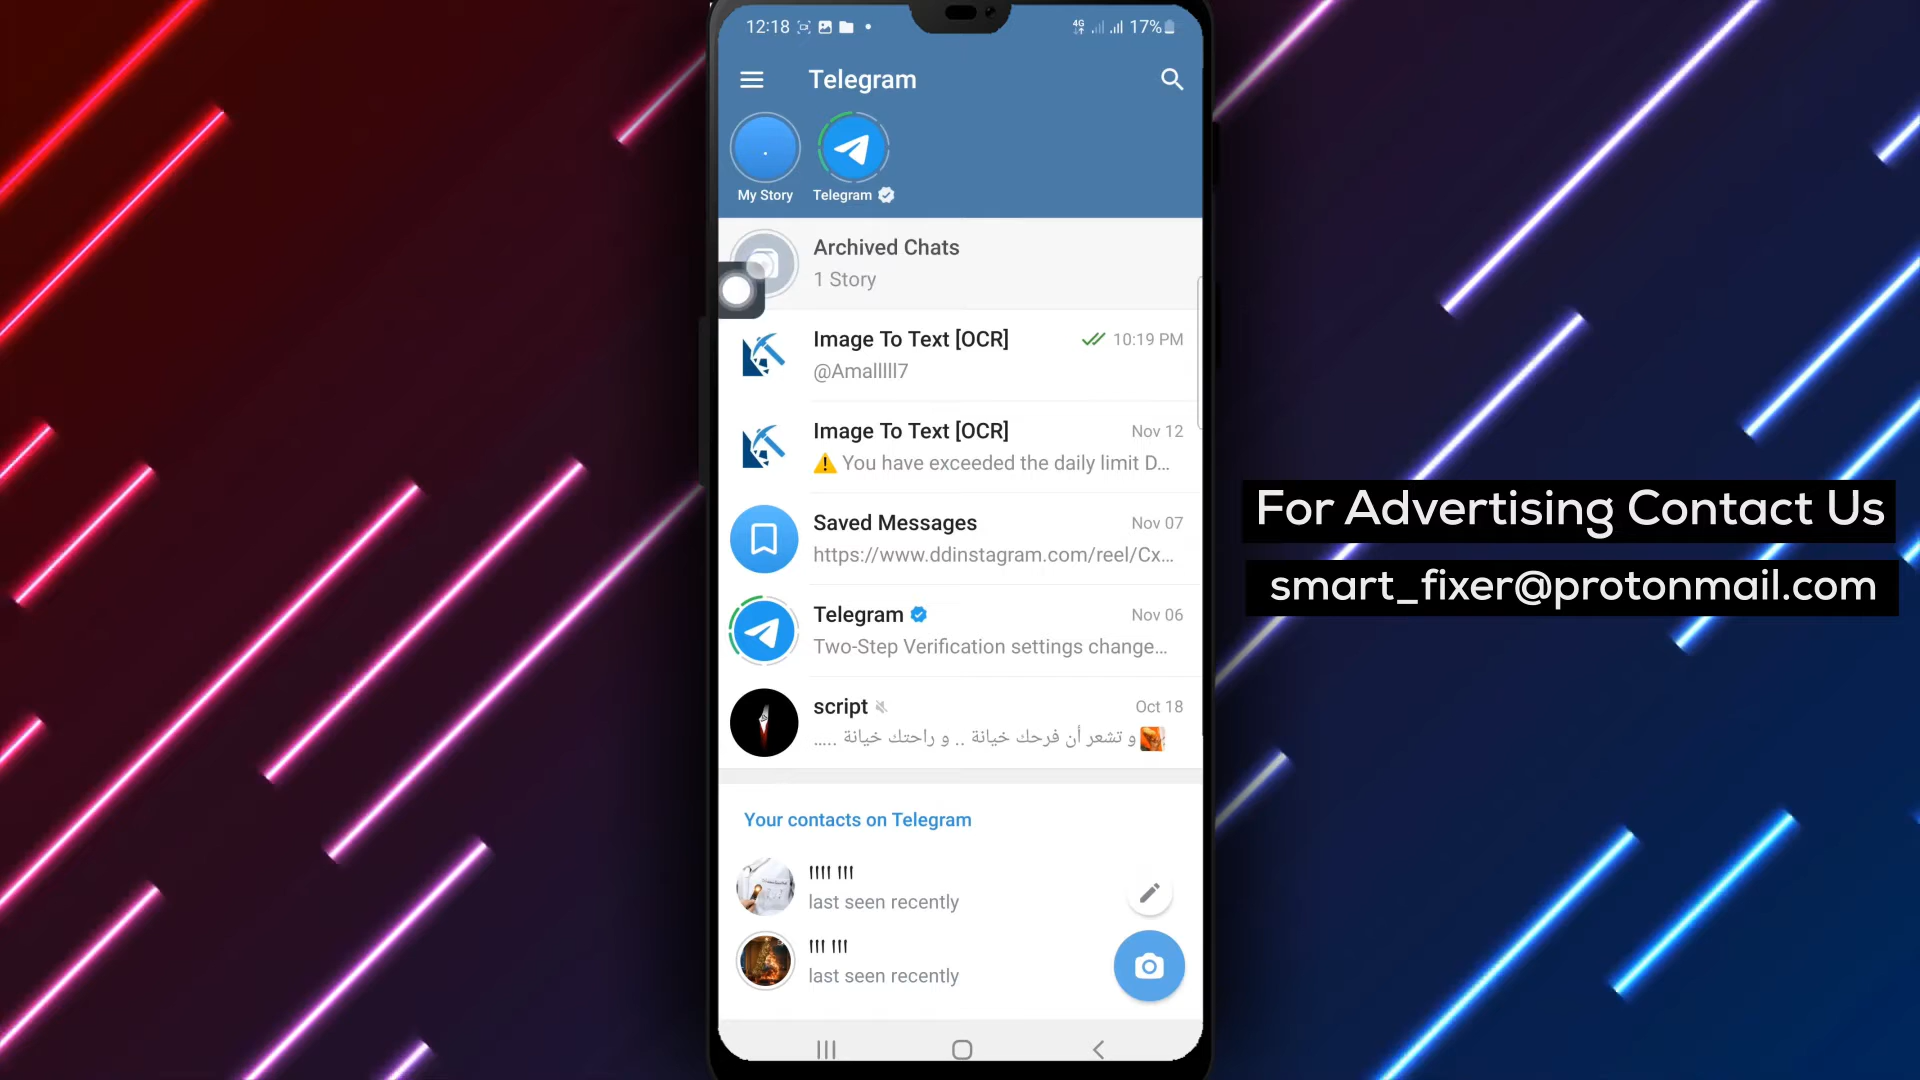 12:18
4G 17%
Telegram
My Story
Telegram
Archived Chats
1 Story
Image To Text [OCR]
10:19 PM
@Amalllll7
Image To Text [OCR]
Nov 12
⚠️ You have exceeded the daily limit D...
Saved Messages
Nov 07
https://www.ddinstagram.com/reel/Cx...
Telegram
Nov 06
Two-Step Verification settings change...
script
Oct 18
و تشعر أن فرحك خيانة .. و راحتك خيانة .....
Your contacts on Telegram
last seen recently
last seen recently
For Advertising Contact Us
smart_fixer@protonmail.com